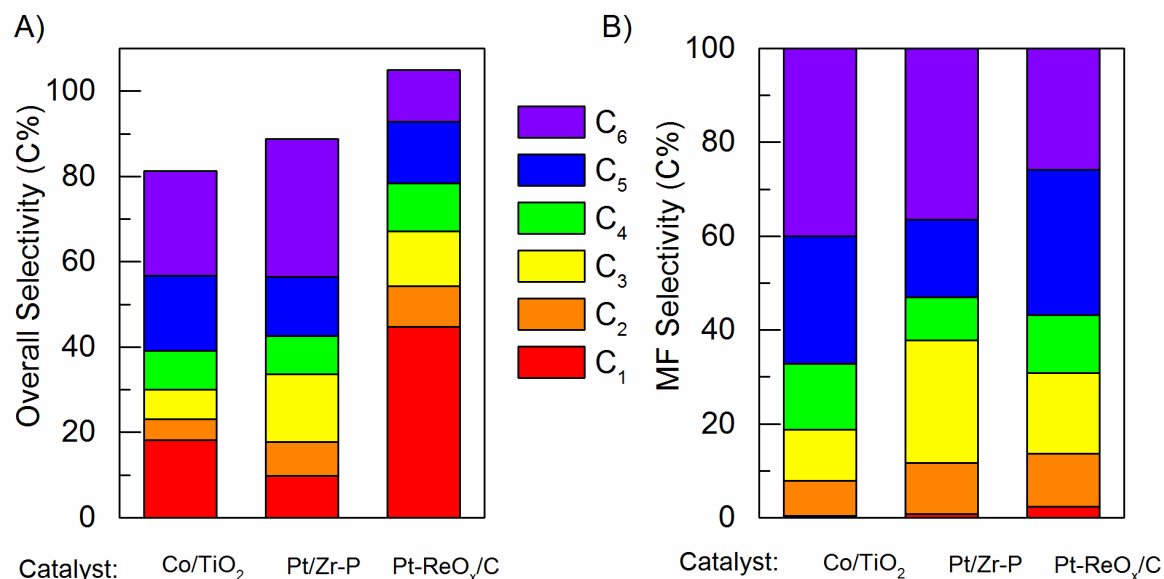 A)
Overall Selectivity (C%)
100
80
60
40
20
0
Catalyst: Co/TiO₂ Pt/Zr-P Pt-ReOₓ/C
C₆
C₅
C₄
C₃
C₂
C₁
B)
MF Selectivity (C%)
100
80
60
40
20
0
Catalyst: Co/TiO₂ Pt/Zr-P Pt-ReOₓ/C